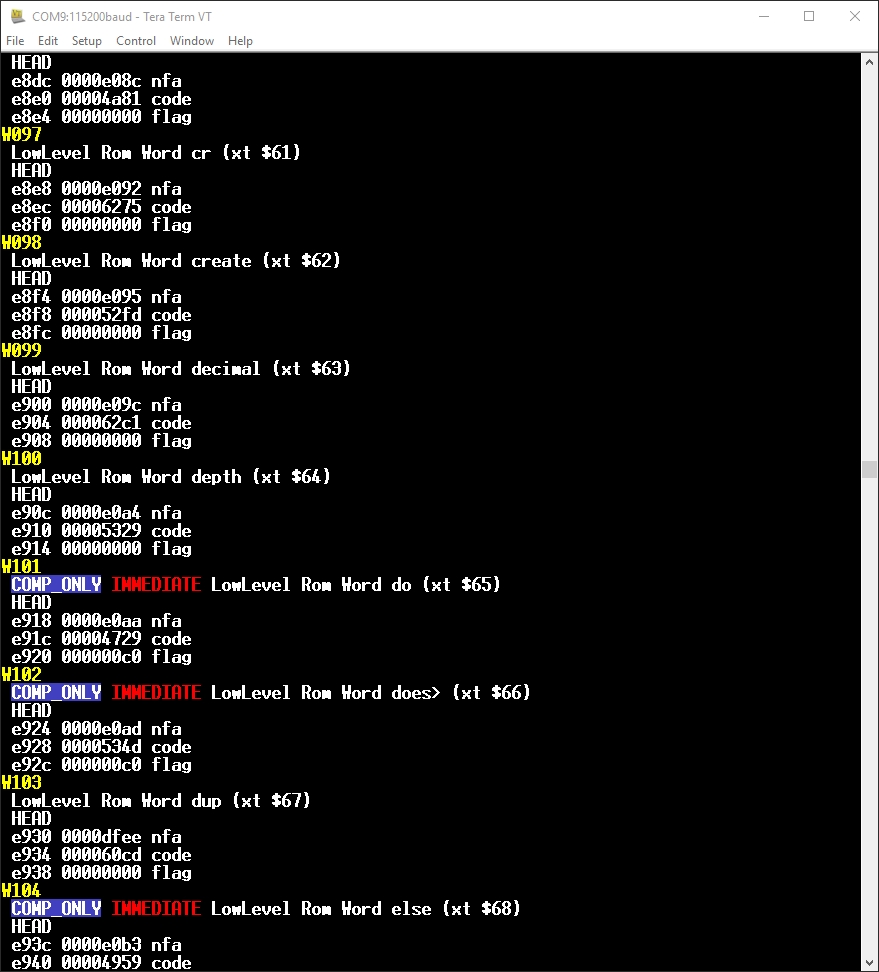 COM9:115200baud - Tera Term VT
File Edit Setup Control Window Help
HEAD
e8dc 0000e08c nfa
e8e0 00004a81 code
e8e4 00000000 flag
W097
LowLevel Rom Word cr (xt $61)
HEAD
e8e8 0000e092 nfa
e8ec 00006275 code
e8f0 00000000 flag
W098
LowLevel Rom Word create (xt $62)
HEAD
e8f4 0000e095 nfa
e8f8 000052fd code
e8fc 00000000 flag
W099
LowLevel Rom Word decimal (xt $63)
HEAD
e900 0000e09c nfa
e904 000062c1 code
e908 00000000 flag
W100
LowLevel Rom Word depth (xt $64)
HEAD
e90c 0000e0a4 nfa
e910 00005329 code
e914 00000000 flag
W101
COMP_ONLY IMMEDIATE LowLevel Rom Word do (xt $65)
HEAD
e918 0000e0aa nfa
e91c 00004729 code
e920 000000c0 flag
W102
COMP_ONLY IMMEDIATE LowLevel Rom Word does> (xt $66)
HEAD
e924 0000e0ad nfa
e928 0000534d code
e92c 000000c0 flag
W103
LowLevel Rom Word dup (xt $67)
HEAD
e930 0000dfee nfa
e934 000060cd code
e938 00000000 flag
W104
COMP_ONLY IMMEDIATE LowLevel Rom Word else (xt $68)
HEAD
e93c 0000e0b3 nfa
e940 00004959 code